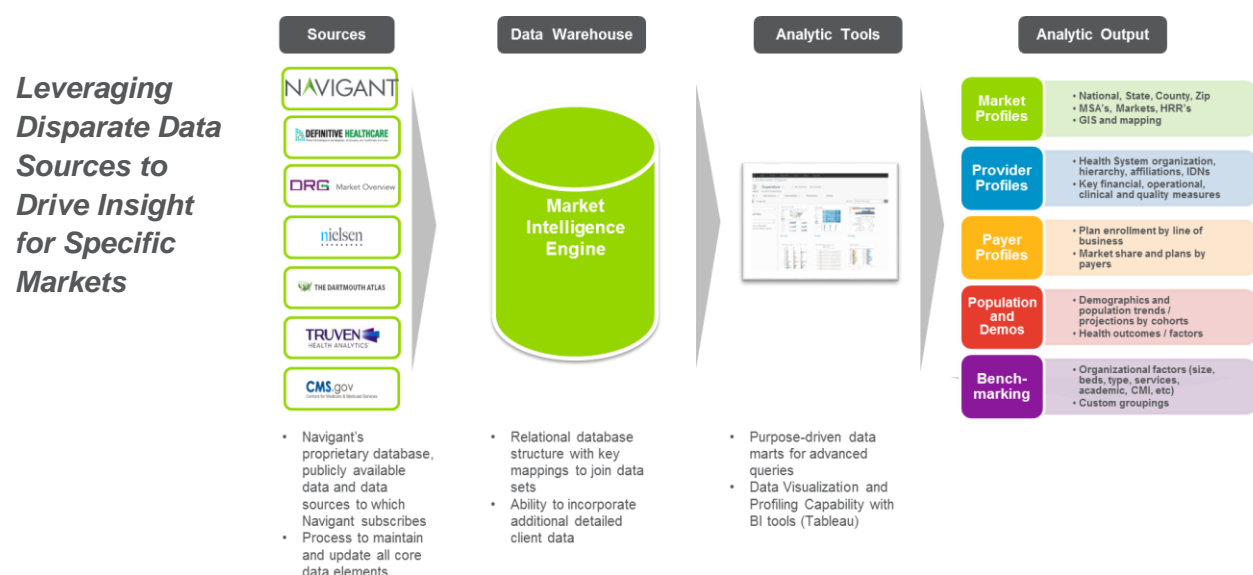 Leveraging
Disparate Data
Sources to
Drive Insight
for Specific
Markets
Sources
NAVIGANT
DEFINITIVE HEALTHCARE
DRG Market Overview
nielsen
THE DARTMOUTH ATLAS
TRUVEN
HEALTH ANALYTICS
CMS.gov
Centers for Medicare & Medicaid Services
• Navigant's
proprietary database,
publicly available
data and data
sources to which
Navigant subscribes
• Process to maintain
and update all core
data elements
Data Warehouse
Market
Intelligence
Engine
• Relational database
structure with key
mappings to join data
sets
• Ability to incorporate
additional detailed
client data
Analytic Tools
• Purpose-driven data
marts for advanced
queries
• Data Visualization and
Profiling Capability with
BI tools (Tableau)
Analytic Output
Market
Profiles
• National, State, County, Zip
• MSA's, Markets, HRR's
• GIS and mapping
Provider
Profiles
• Health System organization,
hierarchy, affiliations, IDNs
• Key financial, operational,
clinical and quality measures
Payer
Profiles
• Plan enrollment by line of
business
• Market share and plans by
payers
Population
and
Demos
• Demographics and
population trends /
projections by cohorts
• Health outcomes / factors
Bench-
marking
• Organizational factors (size,
beds, type, services,
academic, CMI, etc)
• Custom groupings